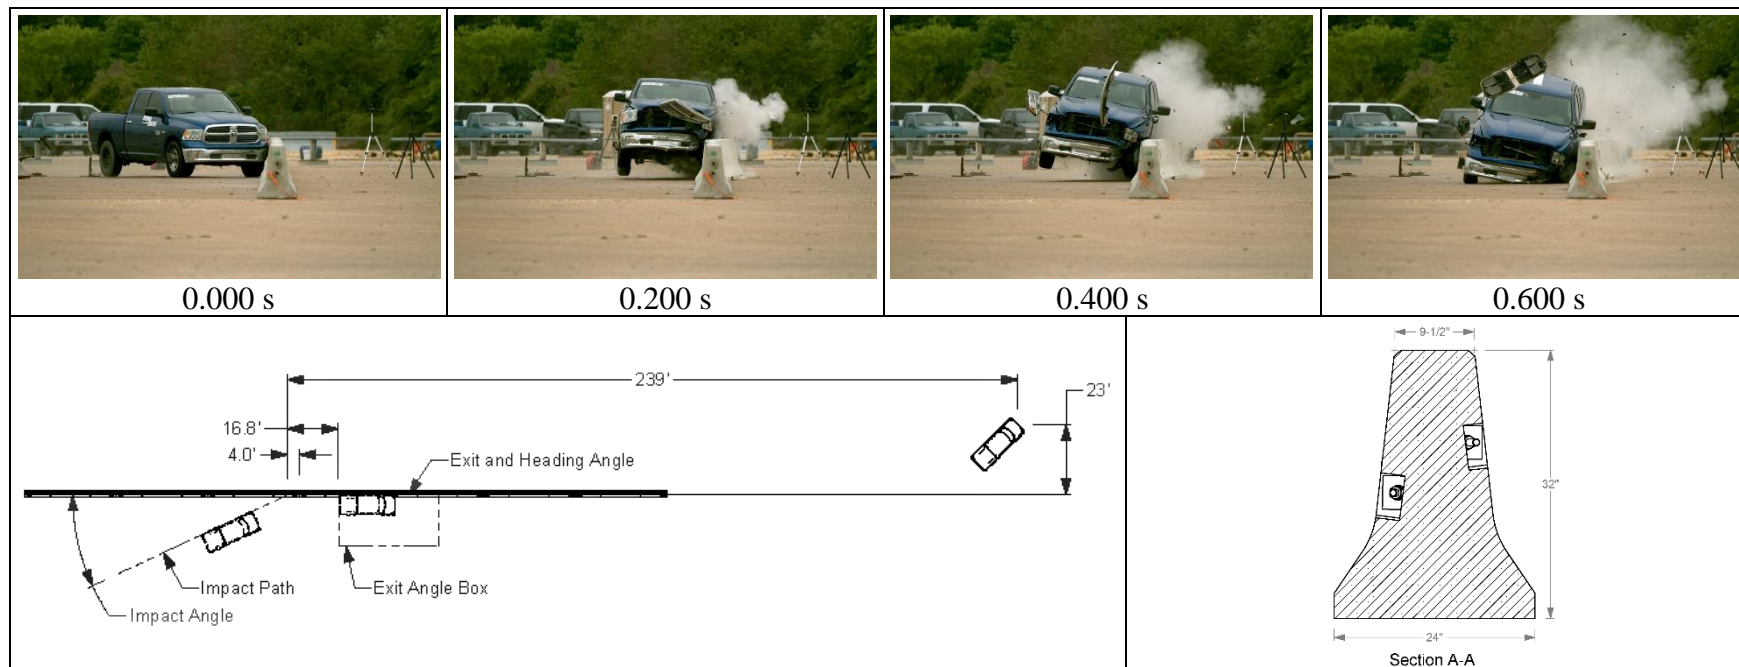 0.000 s
0.200 s
0.400 s
0.600 s
239'
23'
16.8'
4.0'
Exit and Heading Angle
Impact Path
Exit Angle Box
Impact Angle
9-1/2"
32"
24"
Section A-A